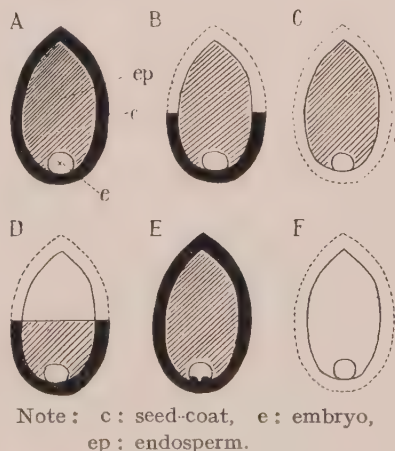 A B C
ep
c
e
D E F
Note : c : seed-coat, e : embryo,
ep : endosperm.